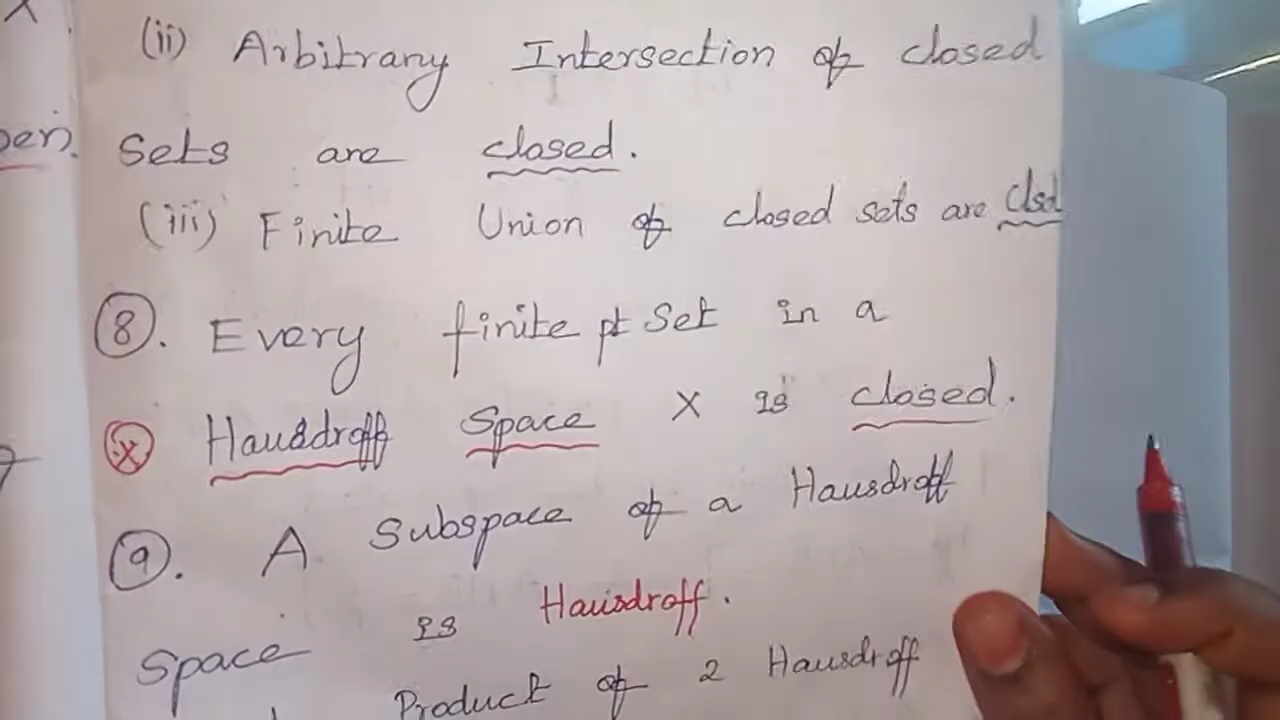 (ii) Arbitrary Intersection of closed
Sets are closed.
(iii) Finite Union of closed sets are Clsd
8. Every finite pt Set in a
Hausdroff Space X is closed.
9. A Subspace of a Hausdroff
Space is Hausdroff.
Product of 2 Hausdroff